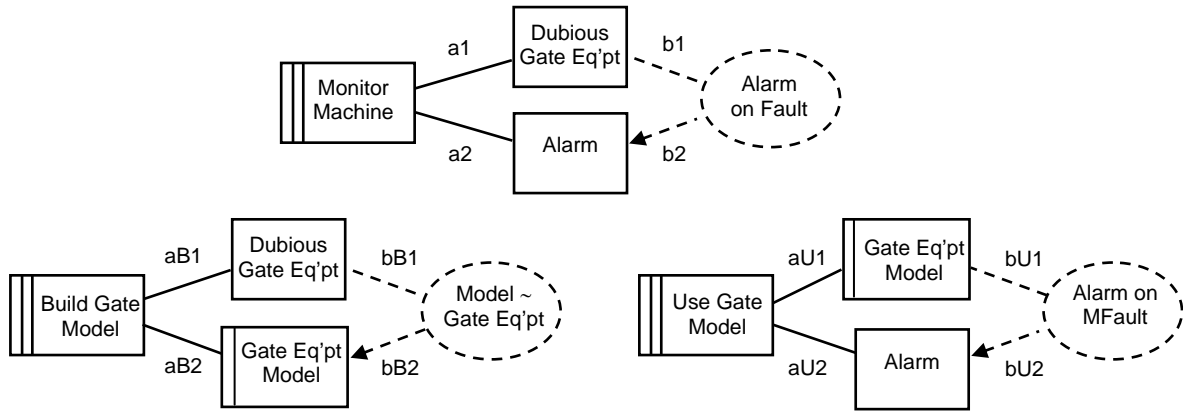 Monitor
Machine
a1
a2
Dubious
Gate Eq'pt
Alarm
b1
b2
Alarm
on Fault
Build Gate
Model
aB1
aB2
Dubious
Gate Eq'pt
Gate Eq'pt
Model
bB1
bB2
Model ~
Gate Eq'pt
Use Gate
Model
aU1
aU2
Gate Eq'pt
Model
Alarm
bU1
bU2
Alarm on
MFault